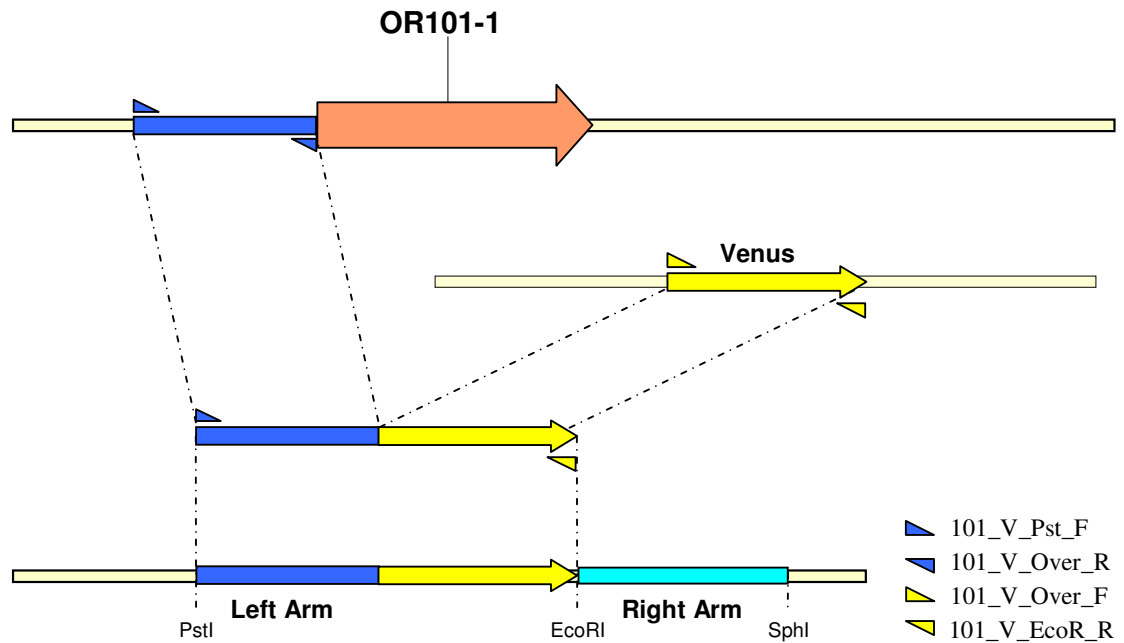 OR101-1
Venus
101_V_Pst_F
101_V_Over_R
101_V_Over_F
101_V_EcoR_R
Left Arm
Right Arm
PstI
EcoRI
SphI